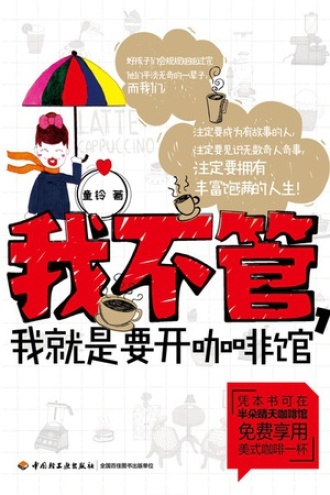 好孩子们会规规矩矩过完
他们平淡无奇的一辈子,
而我们,
LATTE
CAPPUCCINO
注定要成为有故事的人,
注定要见识无数奇人奇事,
注定要拥有
丰富饱满的人生!
童铃 著
我不管,
我就是要开咖啡馆
凭本书可在
半朵晴天咖啡馆
免费享用
美式咖啡一杯
中国轻工业出版社
全国百佳图书出版单位